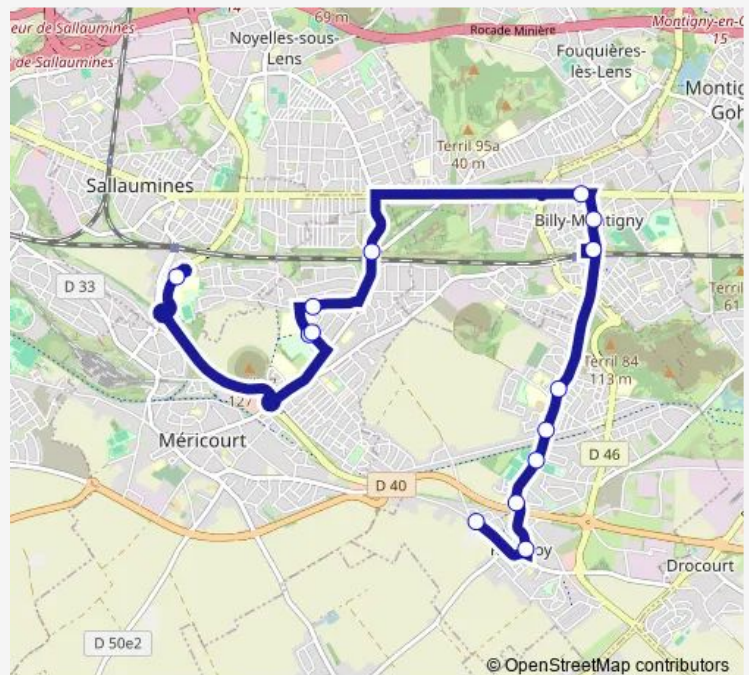 69 m
eur de Sallaumines
de Sallaumines
Noyelles-sous-
Lens
Rocade Minière
Montigny-en-G
15
Fouquières-
lès-Lens
Montig
Goh
Terril 95a
40 m
Sallaumines
Billy-Montigny
D 33
Terril
61
Terril 84
113 m
127
Méricourt
D 46
D 40
Drocourt
D 50e2
© OpenStreetMap contributors